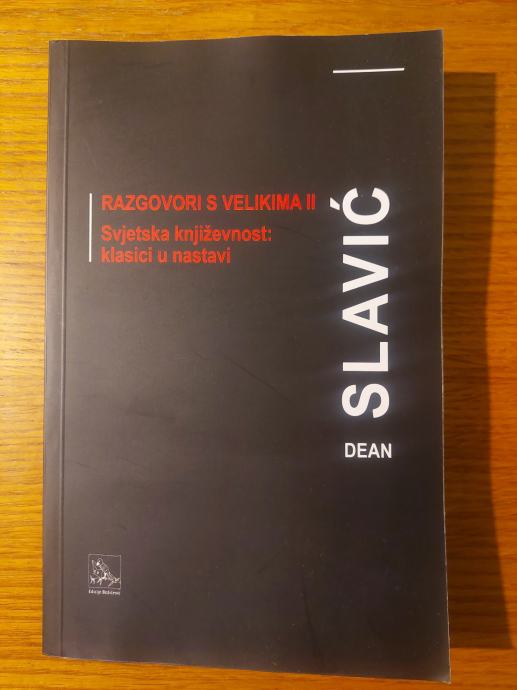 RAZGOVORI S VELIKIMA II
Svjetska književnost:
klasici u nastavi
DEAN
SLAVIĆ